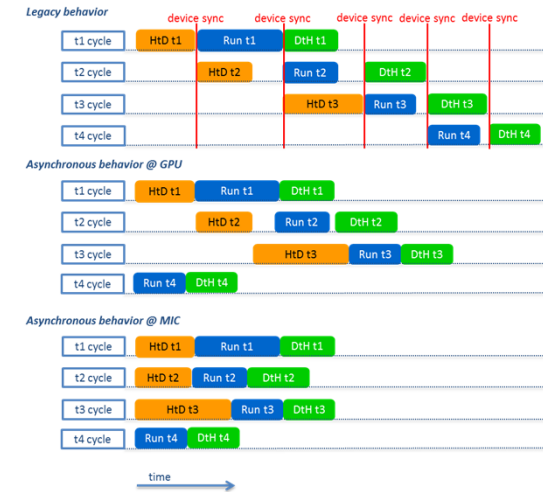 Legacy behavior
device sync device sync device sync device sync device sync
t1 cycle HtD t1 Run t1 DtH t1
t2 cycle HtD t2 Run t2 DtH t2
t3 cycle HtD t3 Run t3 DtH t3
t4 cycle Run t4 DtH t4
Asynchronous behavior @ GPU
t1 cycle HtD t1 Run t1 DtH t1
t2 cycle HtD t2 Run t2 DtH t2
t3 cycle HtD t3 Run t3 DtH t3
t4 cycle Run t4 DtH t4
Asynchronous behavior @ MIC
t1 cycle HtD t1 Run t1 DtH t1
t2 cycle HtD t2 Run t2 DtH t2
t3 cycle HtD t3 Run t3 DtH t3
t4 cycle Run t4 DtH t4
time